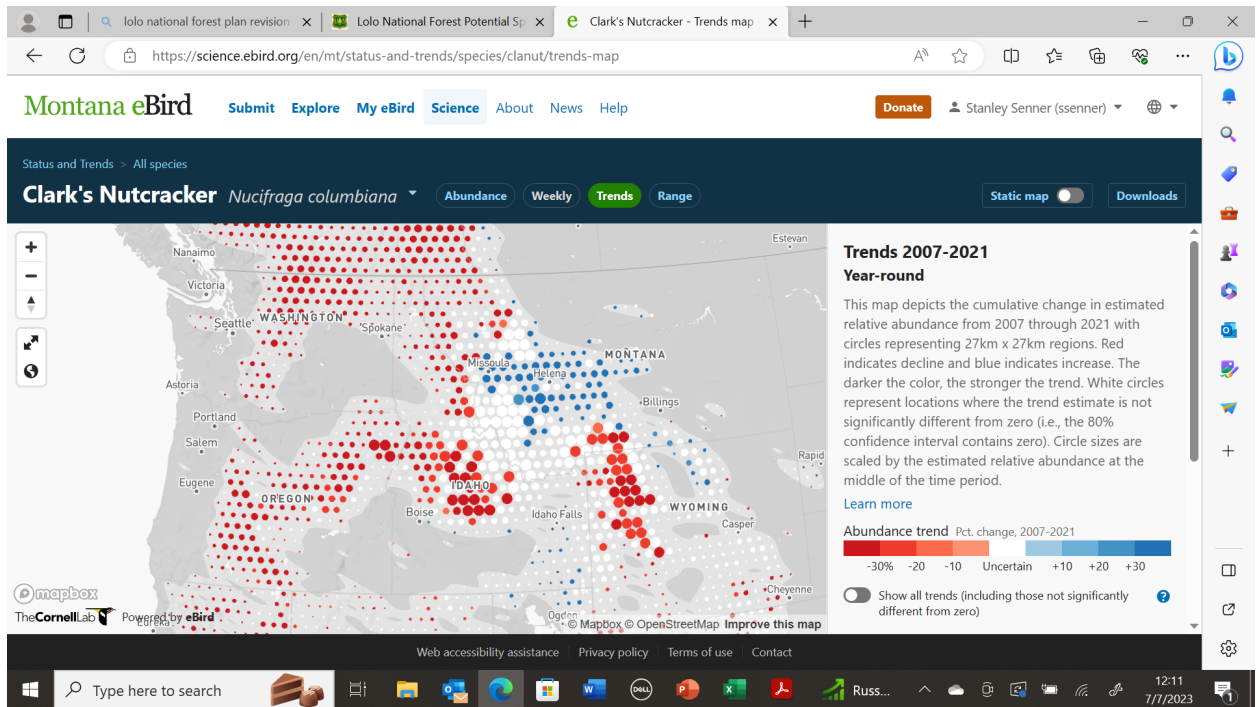 lolo national forest plan revision
Lolo National Forest Potential Sp
Clark's Nutcracker - Trends map -
https://science.ebird.org/en/mt/status-and-trends/species/clanut/trends-map
Montana eBird
Submit Explore My eBird Science About News Help
Donate
Stanley Senner (ssenner)
Status and Trends > All species
Clark's Nutcracker Nucifraga columbiana
Abundance Weekly Trends Range
Static map
Downloads
Nanaimo
Estevan
Victoria
Seattle
WASHINGTON
Spokane
MONTANA
Missoula
Helena
Astoria
Billings
Portland
Salem
Rapid
Eugene
IDAHO
OREGON
Boise
Idaho Falls
WYOMING
Casper
Cheyenne
Ogden
Eureka
mapbox
TheCornellLab Powered by eBird
© Mapbox © OpenStreetMap Improve this map
Trends 2007-2021
Year-round
This map depicts the cumulative change in estimated
relative abundance from 2007 through 2021 with
circles representing 27km x 27km regions. Red
indicates decline and blue indicates increase. The
darker the color, the stronger the trend. White circles
represent locations where the trend estimate is not
significantly different from zero (i.e., the 80%
confidence interval contains zero). Circle sizes are
scaled by the estimated relative abundance at the
middle of the time period.
Learn more
Abundance trend Pct. change, 2007-2021
-30% -20 -10 Uncertain +10 +20 +30
Show all trends (including those not significantly
different from zero)
Web accessibility assistance Privacy policy Terms of use Contact
Type here to search
DELL
Russ...
12:11
7/7/2023
1